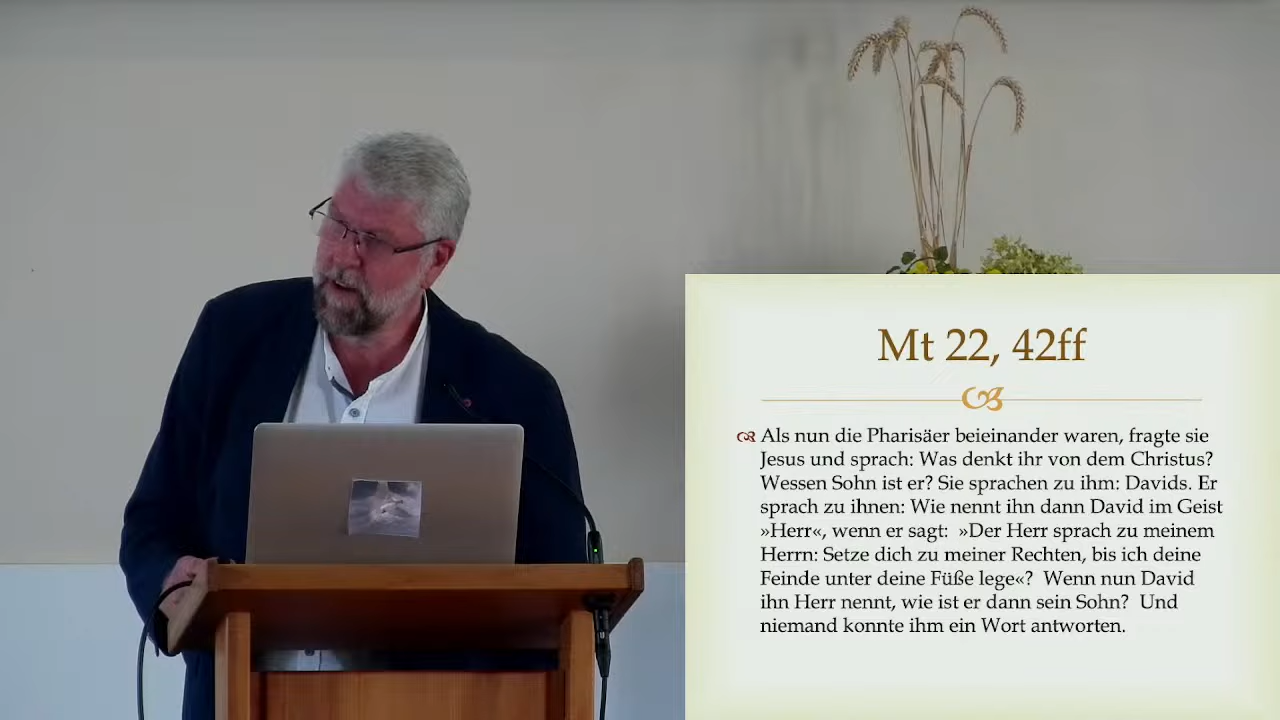 Mt 22, 42ff
Als nun die Pharisäer beieinander waren, fragte sie
Jesus und sprach: Was denkt ihr von dem Christus?
Wessen Sohn ist er? Sie sprachen zu ihm: Davids. Er
sprach zu ihnen: Wie nennt ihn dann David im Geist
»Herr«, wenn er sagt:  »Der Herr sprach zu meinem
Herrn: Setze dich zu meiner Rechten, bis ich deine
Feinde unter deine Füße lege«?  Wenn nun David
ihn Herr nennt, wie ist er dann sein Sohn?  Und
niemand konnte ihm ein Wort antworten.